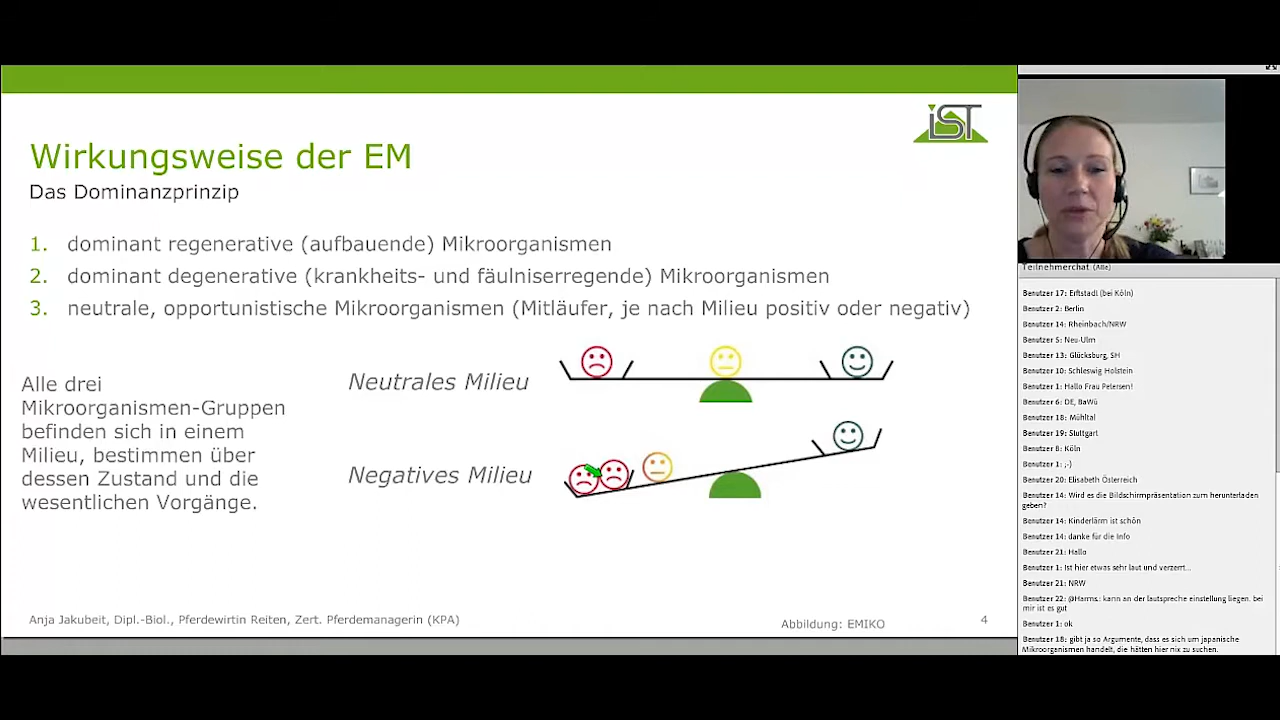 iST
Wirkungsweise der EM
Das Dominanzprinzip
1. dominant regenerative (aufbauende) Mikroorganismen
2. dominant degenerative (krankheits- und fäulniserregende) Mikroorganismen
3. neutrale, opportunistische Mikroorganismen (Mitläufer, je nach Milieu positiv oder negativ)
Alle drei
Mikroorganismen-Gruppen
befinden sich in einem
Milieu, bestimmen über
dessen Zustand und die
wesentlichen Vorgänge.
Neutrales Milieu
Negatives Milieu
Anja Jakubeit, Dipl.-Biol., Pferdewirtin Reiten, Zert. Pferdemanagerin (KPA)
Abbildung: EMIKO
4
Teilnehmerchat (Alle)
Benutzer 17: Erftstadt (bei Köln)
Benutzer 2: Berlin
Benutzer 14: Rheinbach/NRW
Benutzer 5: Neu-Ulm
Benutzer 13: Glücksburg, SH
Benutzer 10: Schleswig Holstein
Benutzer 1: Hallo Frau Petersen!
Benutzer 6: DE, BaWü
Benutzer 18: Mühltal
Benutzer 19: Stuttgart
Benutzer 8: Köln
Benutzer 1: ;-)
Benutzer 20: Elisabeth Österreich
Benutzer 14: Wird es die Bildschirmpräsentation zum herunterladen
geben?
Benutzer 14: Kinderlärm ist schön
Benutzer 14: danke für die Info
Benutzer 21: Hallo
Benutzer 1: Ist hier etwas sehr laut und verzerrt...
Benutzer 21: NRW
Benutzer 22: @Harms.: kann an der lautspreche einstellung liegen. bei
mir ist es gut
Benutzer 1: ok
Benutzer 18: gibt ja so Argumente, dass es sich um japanische
Mikroorganismen handelt, die hätten hier nix zu suchen.